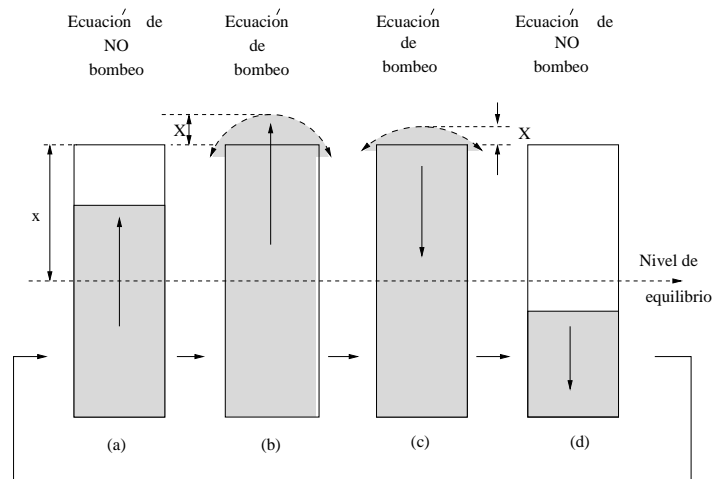 Ecuación de
NO
bombeo
Ecuación
de
bombeo
Ecuación
de
bombeo
Ecuación de
NO
bombeo
X
X
x
Nivel de
equilibrio
(a)
(b)
(c)
(d)